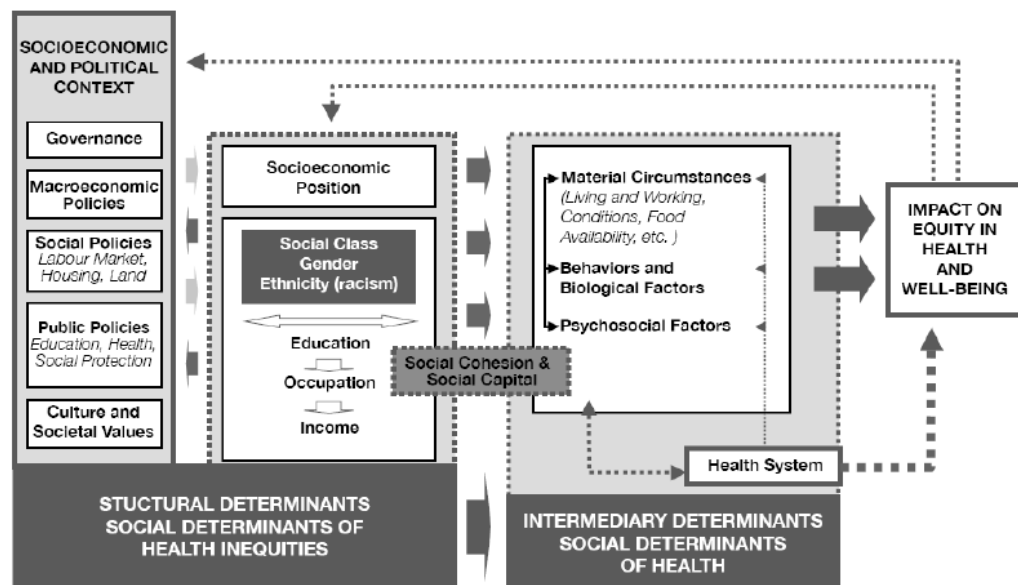 SOCIOECONOMIC
AND POLITICAL
CONTEXT
Governance
Macroeconomic
Policies
Social Policies
Labour Market,
Housing, Land
Public Policies
Education, Health,
Social Protection
Culture and
Societal Values
Socioeconomic
Position
Social Class
Gender
Ethnicity (racism)
Education
Occupation
Income
Social Cohesion &
Social Capital
Material Circumstances
(Living and Working,
Conditions, Food
Availability, etc. )
Behaviors and
Biological Factors
Psychosocial Factors
Health System
IMPACT ON
EQUITY IN
HEALTH
AND
WELL-BEING
STUCTURAL DETERMINANTS
SOCIAL DETERMINANTS OF
HEALTH INEQUITIES
INTERMEDIARY DETERMINANTS
SOCIAL DETERMINANTS
OF HEALTH